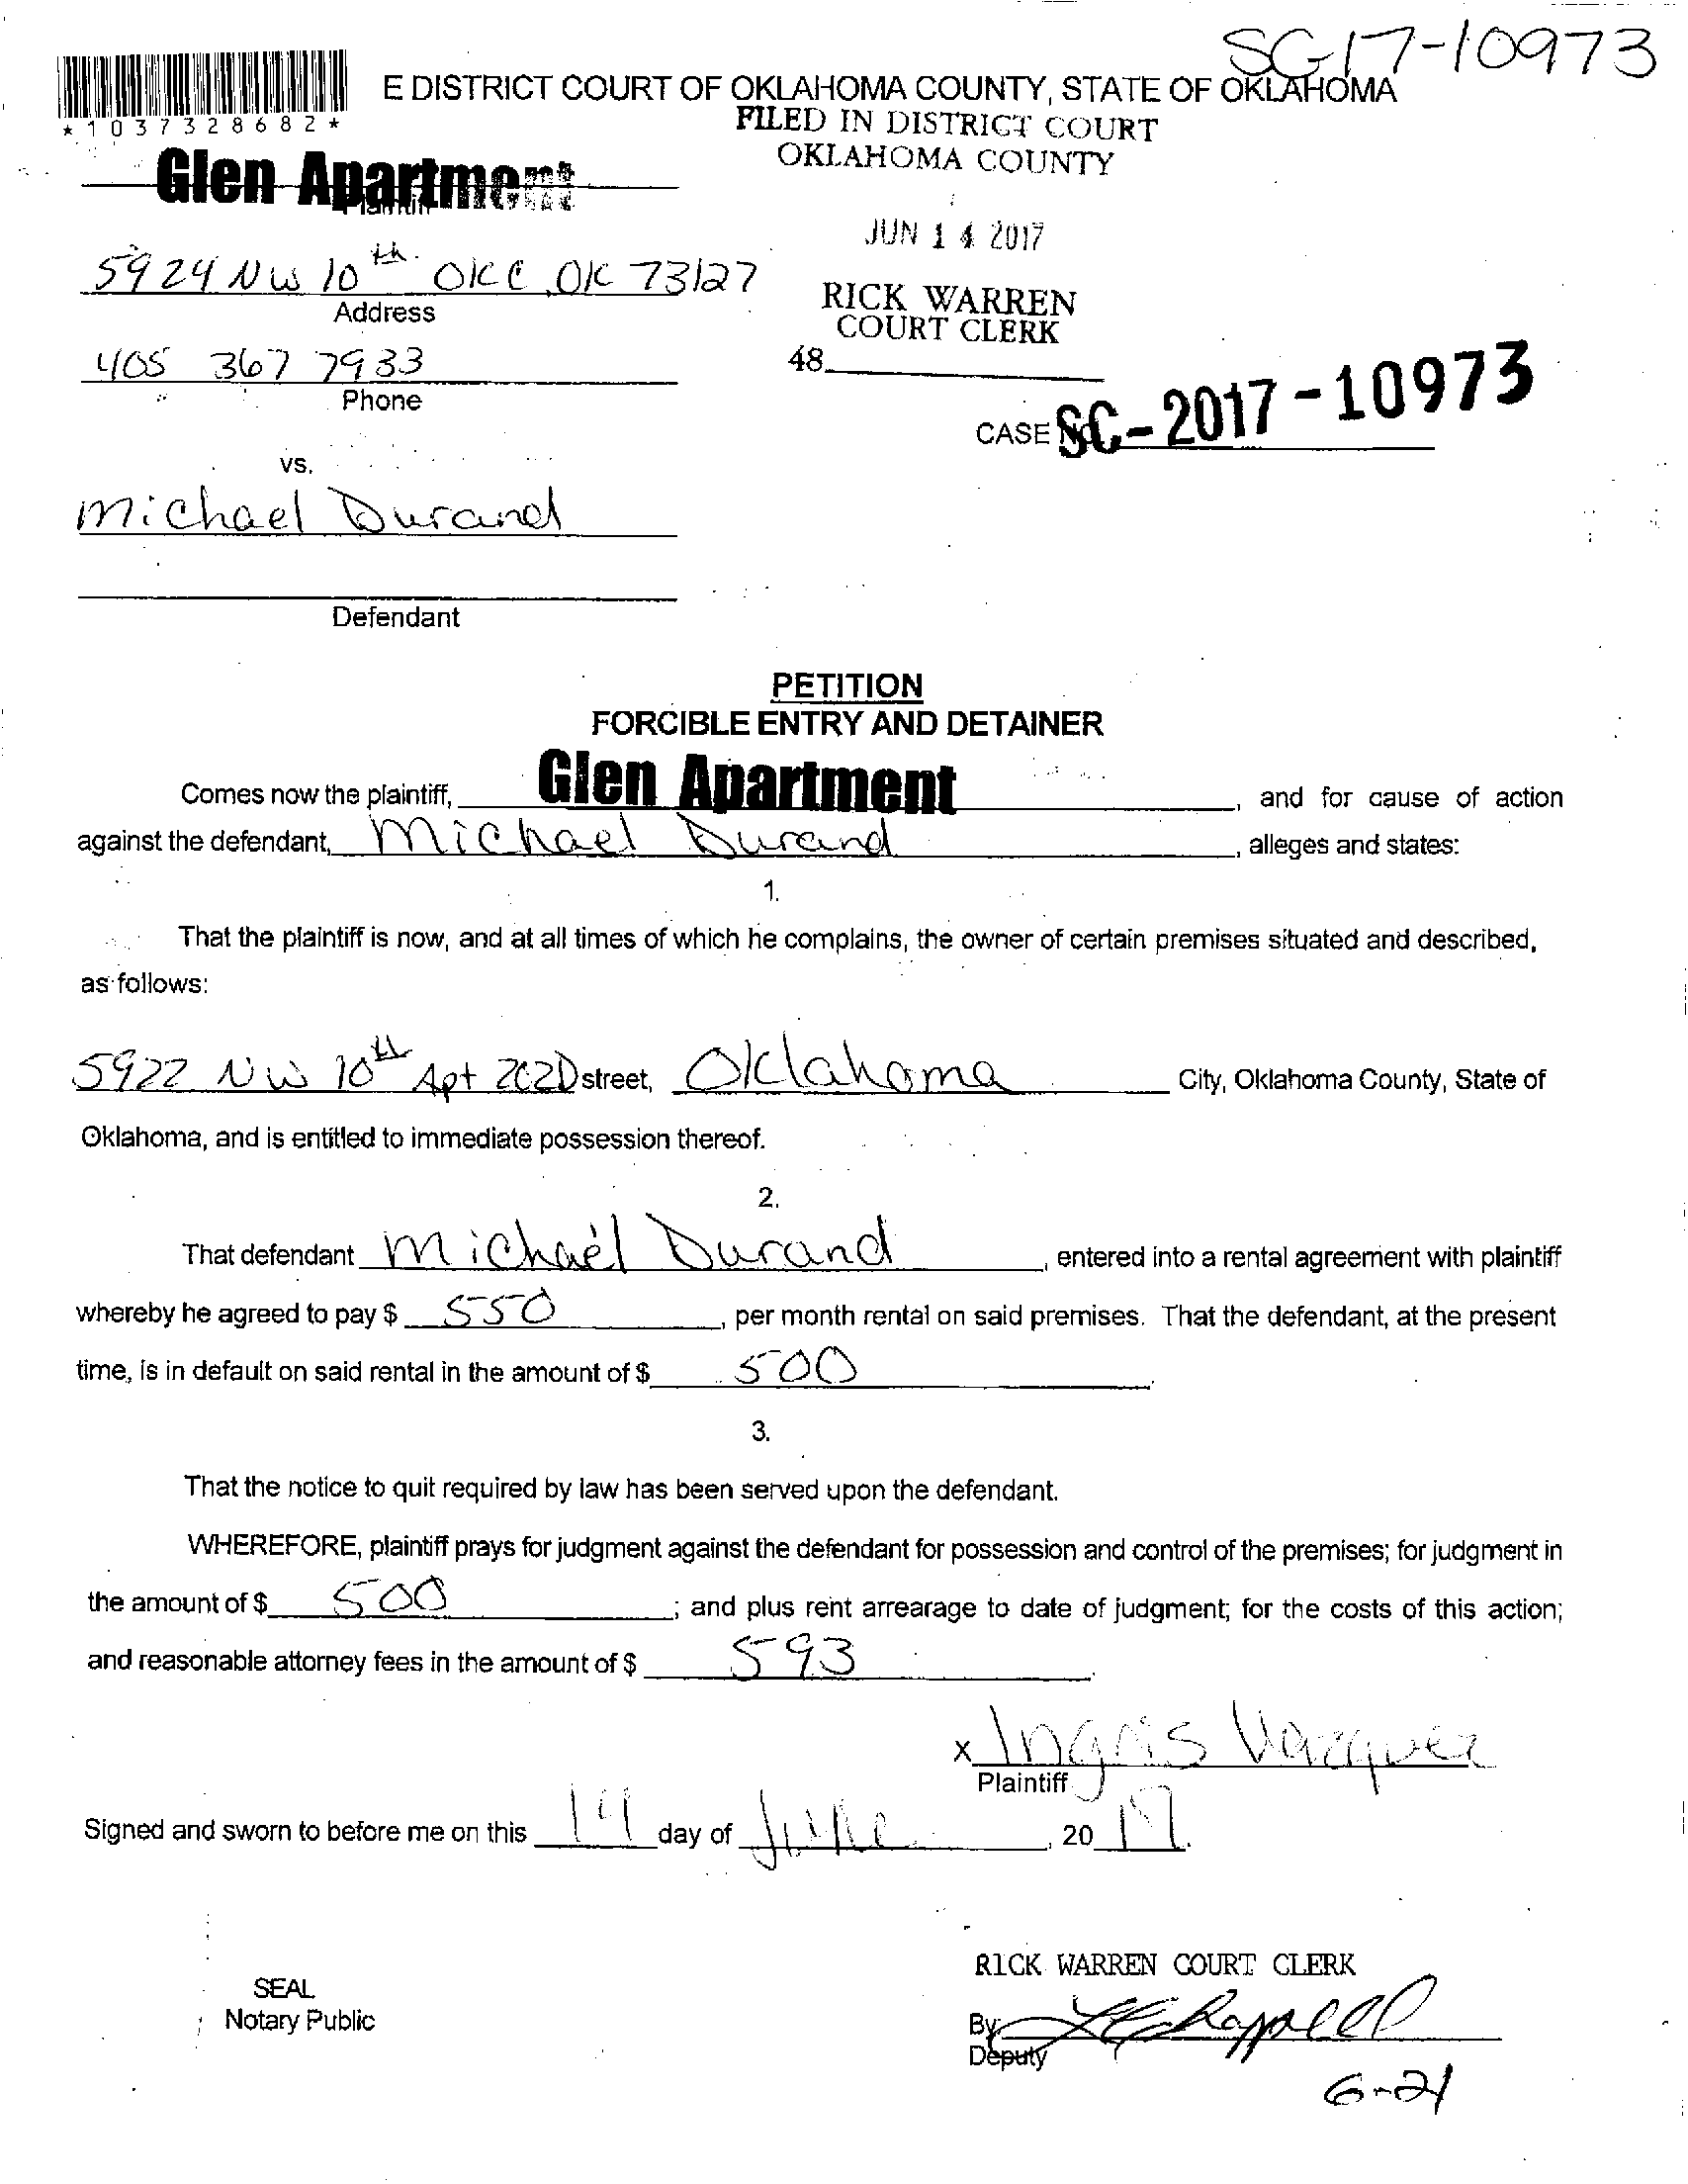 SC17-10973
E DISTRICT COURT OF OKLAHOMA COUNTY, STATE OF OKLAHOMA
*1037328682*
FILED IN DISTRICT COURT
OKLAHOMA COUNTY
Glen Apartment
Plaintiff
JUN 14 2017
5924 NW 10th OKC, OK 73127
Address
RICK WARREN
COURT CLERK
405 367 7933
48
Phone
CASE No. SC-2017-10973
vs.
Michael Durand
Defendant
PETITION
FORCIBLE ENTRY AND DETAINER
Comes now the plaintiff, Glen Apartment, and for cause of action
against the defendant, Michael Durand, alleges and states:
1.
That the plaintiff is now, and at all times of which he complains, the owner of certain premises situated and described,
as follows:
5922 NW 10th Apt 202D street, Oklahoma City, Oklahoma County, State of
Oklahoma, and is entitled to immediate possession thereof.
2.
That defendant Michael Durand, entered into a rental agreement with plaintiff
whereby he agreed to pay $ 550, per month rental on said premises. That the defendant, at the present
time, is in default on said rental in the amount of $ 500.
3.
That the notice to quit required by law has been served upon the defendant.
WHEREFORE, plaintiff prays for judgment against the defendant for possession and control of the premises; for judgment in
the amount of $ 500; and plus rent arrearage to date of judgment; for the costs of this action;
and reasonable attorney fees in the amount of $ 593.
x Ingris Vazquez
Plaintiff
Signed and sworn to before me on this 14 day of June, 2017.
RICK WARREN COURT CLERK
SEAL
Notary Public
By
Deputy
6-21